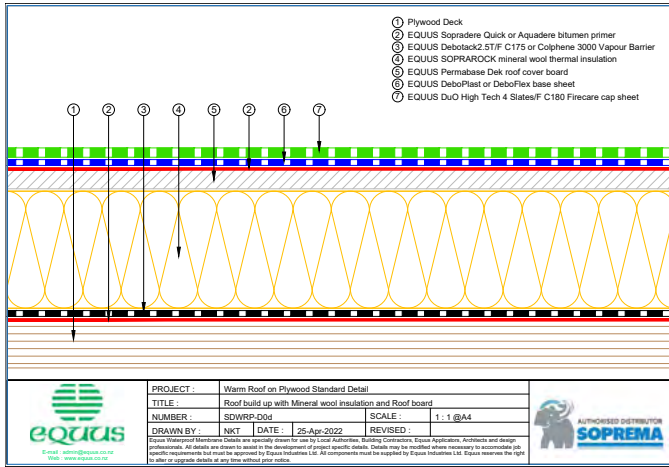 1 Plywood Deck
2 EQUUS Sopradere Quick or Aquadere bitumen primer
3 EQUUS Debotack2.5T/F C175 or Colphene 3000 Vapour Barrier
4 EQUUS SOPRAROCK mineral wool thermal insulation
5 Permabase Dek roof cover board
6 EQUUS DeboPlast or DeboFlex base sheet
7 EQUUS DuO High Tech 4 Slates/F C180 Firecare cap sheet
1 2 3 4 5 2 6 7
PROJECT : Warm Roof on Plywood Standard Detail
TITLE : Roof build up with Mineral wool insulation and Roof board
NUMBER : SDWRP-D0d SCALE : 1 : 1 @A4
DRAWN BY : NKT DATE : 25-Apr-2022 REVISED :
Equus Waterproof Membrane Details are specially drawn for use by Local Authorities, Building Contractors, Equus Applicators, Architects and design
professionals. All details are drawn to assist in the development of project specific details. Details may be modified where necessary to accomodate job
specific requirements but must be approved by Equus Industries Ltd. All components must be supplied by Equus Industries Ltd. Equus reserves the right
to alter or upgrade details at any time without prior notice.
equus
E-mail : admin@equus.co.nz
Web : www.equus.co.nz
AUTHORISED DISTRIBUTOR
SOPREMA